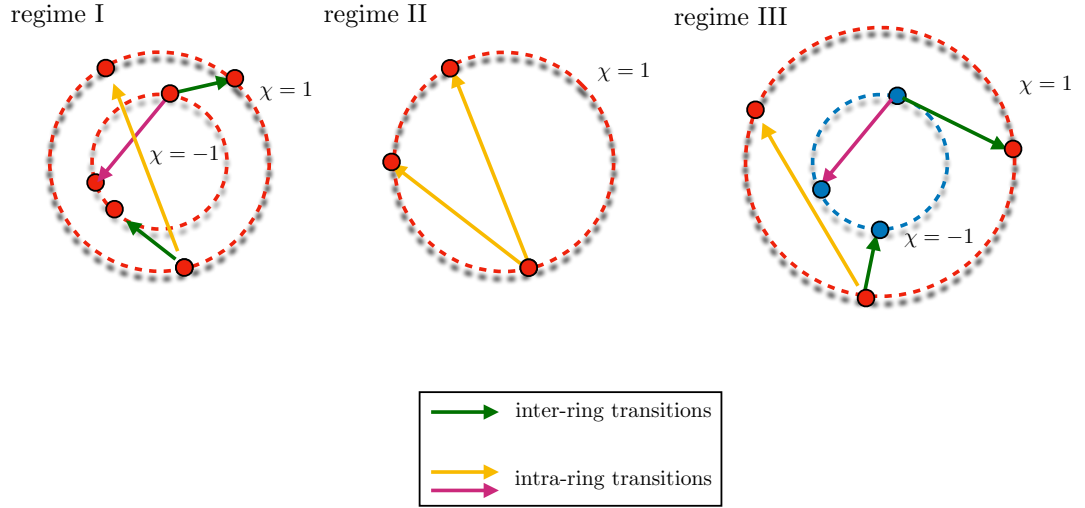 regime I
regime II
regime III
χ = 1
χ = −1
χ = 1
χ = 1
χ = −1
inter-ring transitions
intra-ring transitions